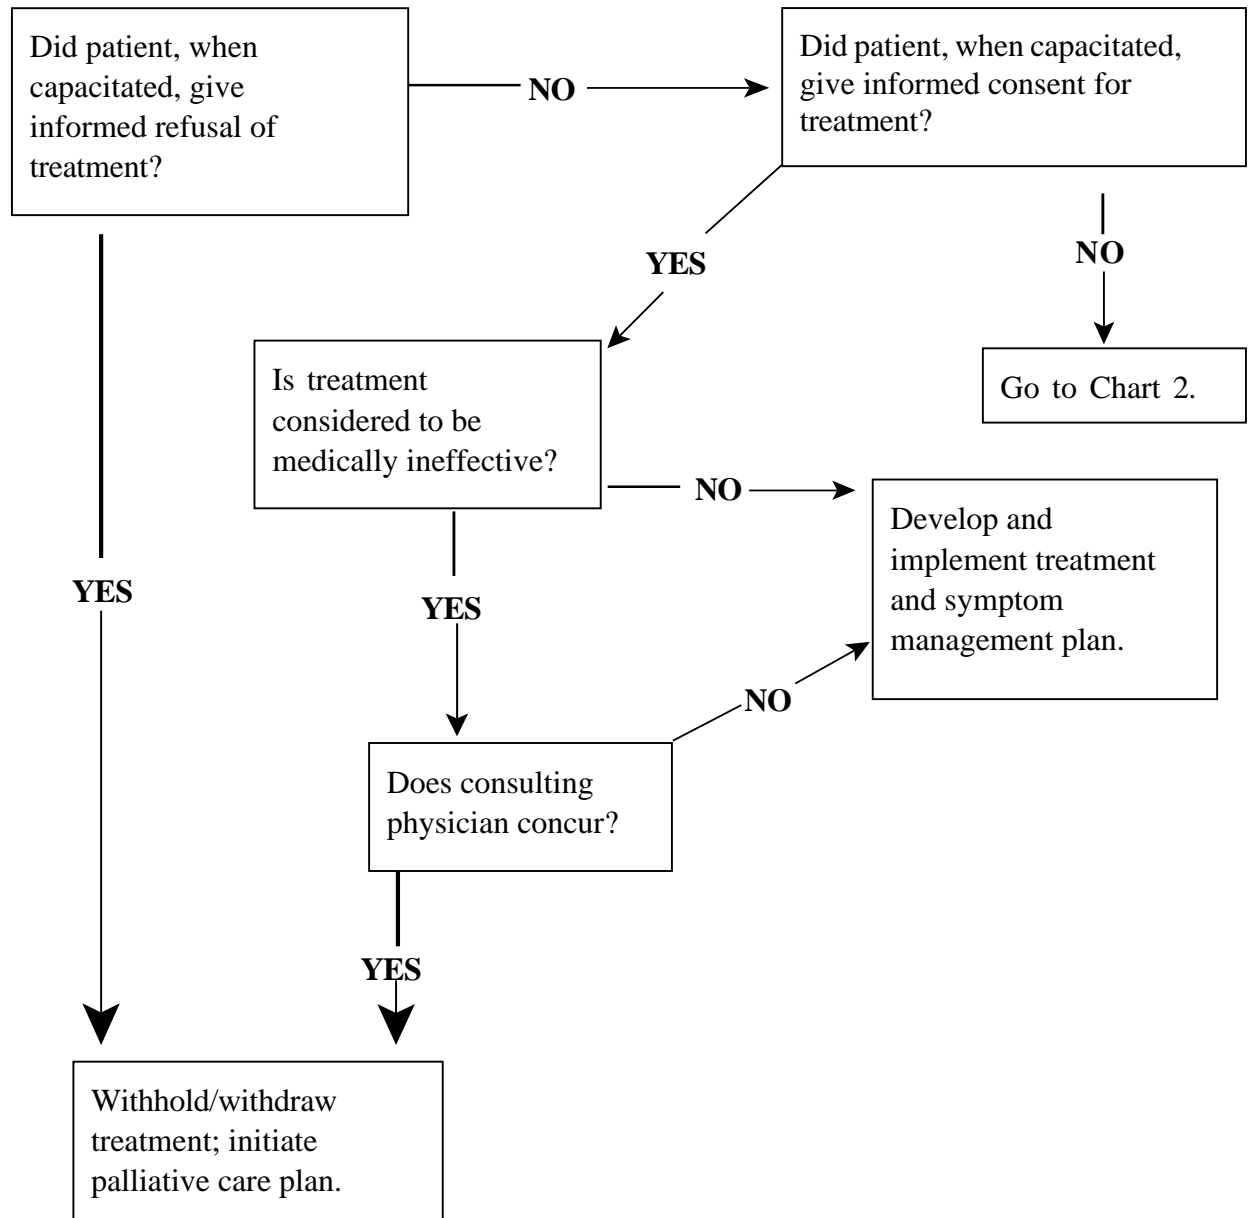 Did patient, when
capacitated, give
informed refusal of
treatment?
NO
Did patient, when capacitated,
give informed consent for
treatment?
YES
NO
Is treatment
considered to be
medically ineffective?
Go to Chart 2.
NO
Develop and
implement treatment
and symptom
management plan.
YES
YES
NO
Does consulting
physician concur?
YES
Withhold/withdraw
treatment; initiate
palliative care plan.